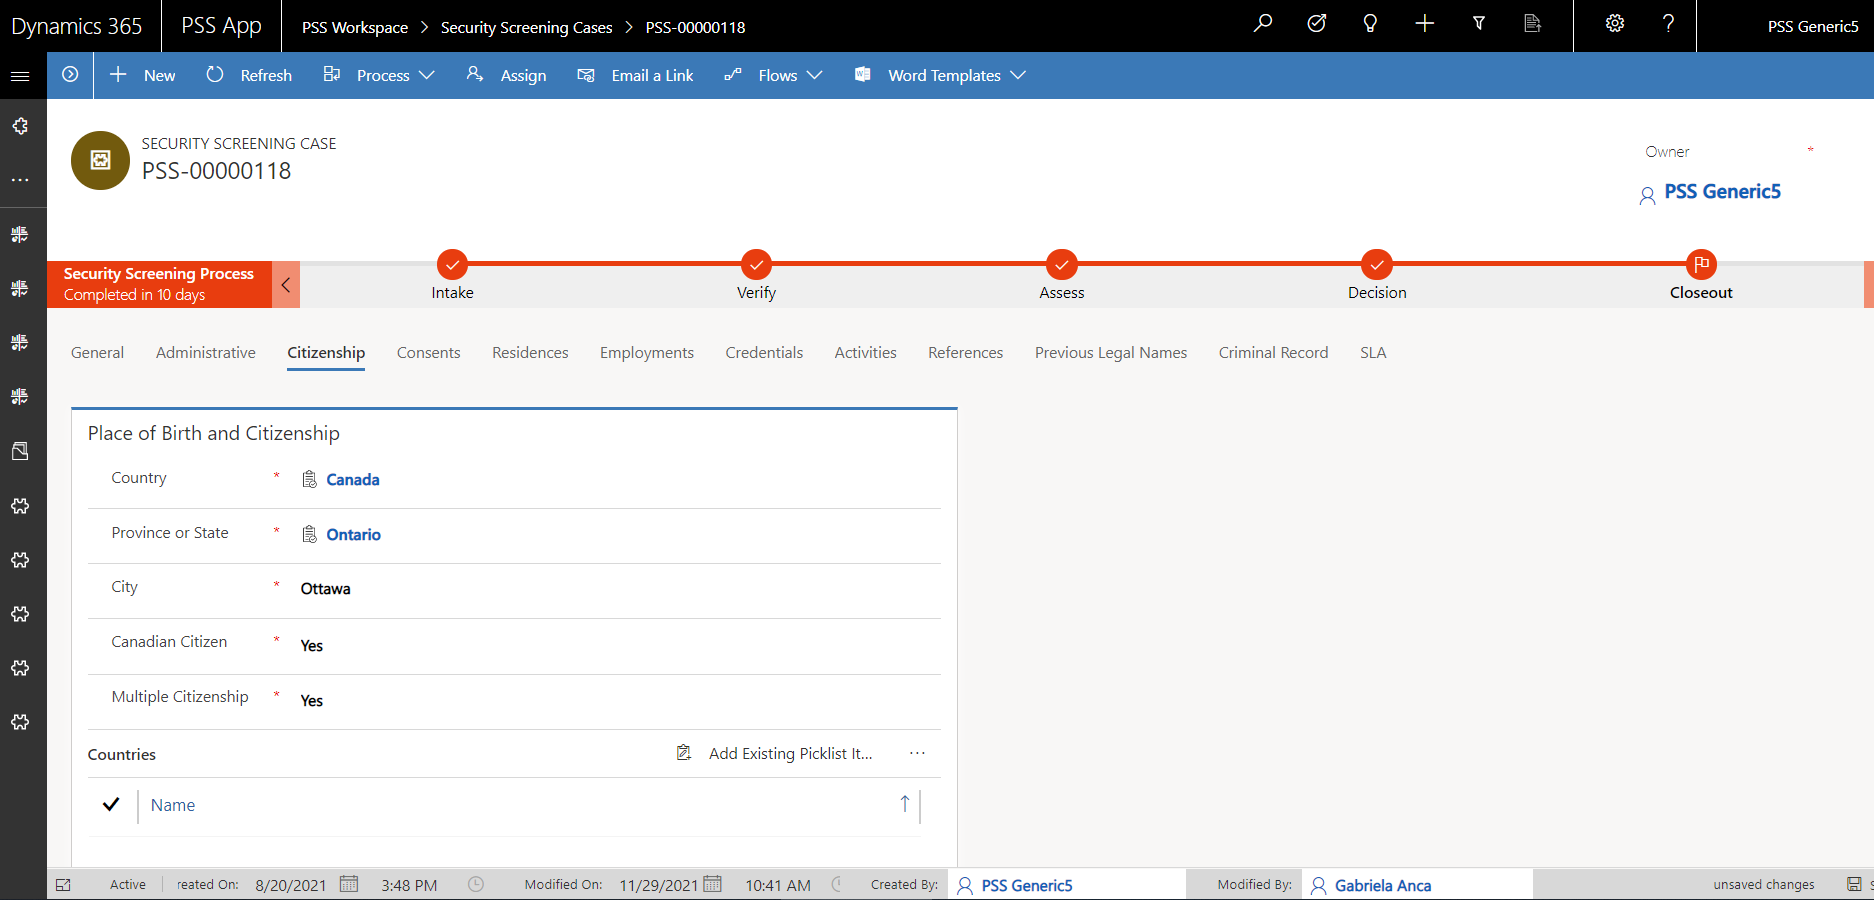 Dynamics 365 PSS App PSS Workspace > Security Screening Cases > PSS-00000118 PSS Generic5
New Refresh Process Assign Email a Link Flows Word Templates
SECURITY SCREENING CASE
PSS-00000118
Owner *
PSS Generic5
Security Screening Process
Completed in 10 days
Intake Verify Assess Decision Closeout
General Administrative Citizenship Consents Residences Employments Credentials Activities References Previous Legal Names Criminal Record SLA
Place of Birth and Citizenship
Country * Canada
Province or State * Ontario
City * Ottawa
Canadian Citizen * Yes
Multiple Citizenship * Yes
Countries Add Existing Picklist It... ...
Name
Active reated On: 8/20/2021 3:48 PM Modified On: 11/29/2021 10:41 AM Created By: PSS Generic5 Modified By: Gabriela Anca unsaved changes S